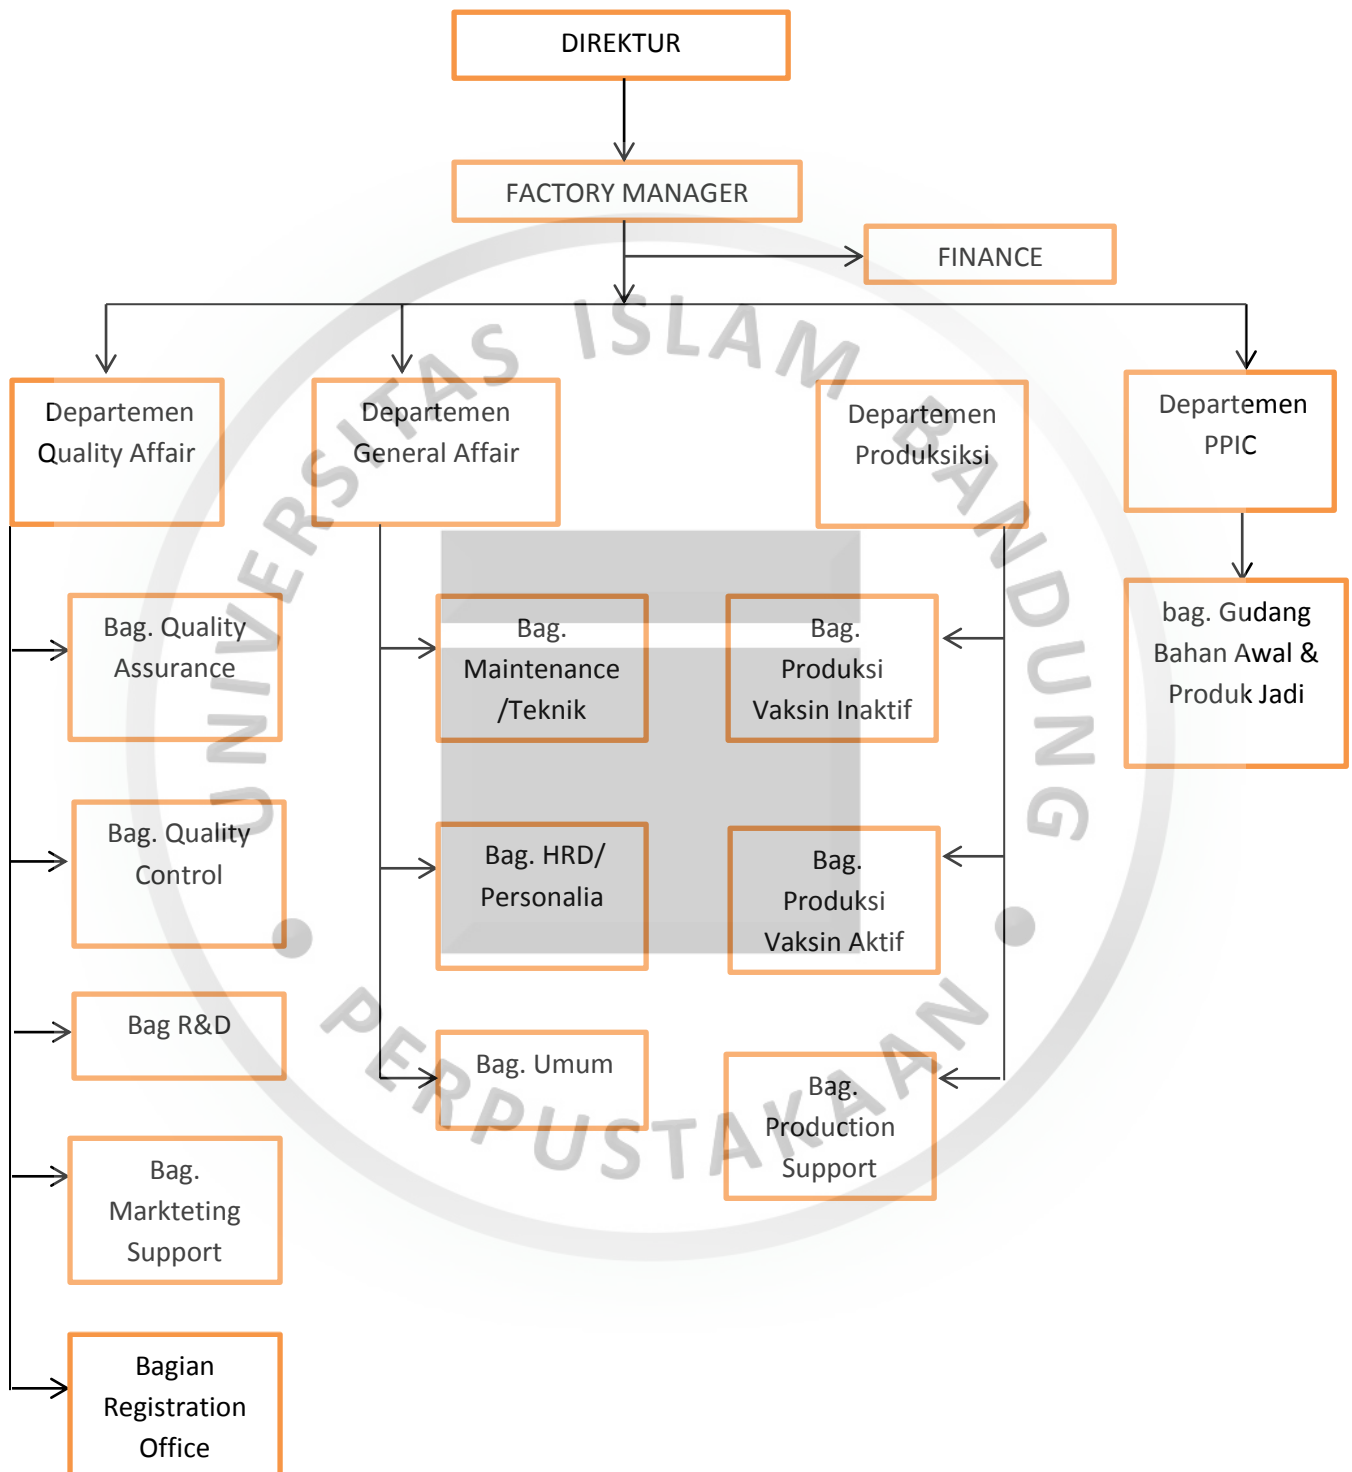 DIREKTUR
FACTORY MANAGER
FINANCE
Departemen
Quality Affair
Departemen
General Affair
Departemen
Produksiksi
Departemen
PPIC
Bag. Quality
Assurance
Bag.
Maintenance
/Teknik
Bag.
Produksi
Vaksin Inaktif
bag. Gudang
Bahan Awal &
Produk Jadi
Bag. Quality
Control
Bag. HRD/
Personalia
Bag.
Produksi
Vaksin Aktif
Bag R&D
Bag. Umum
Bag.
Production
Support
Bag.
Markteting
Support
Bagian
Registration
Office
UNIVERSITAS ISLAM BANDUNG
PERPUSTAKAAN